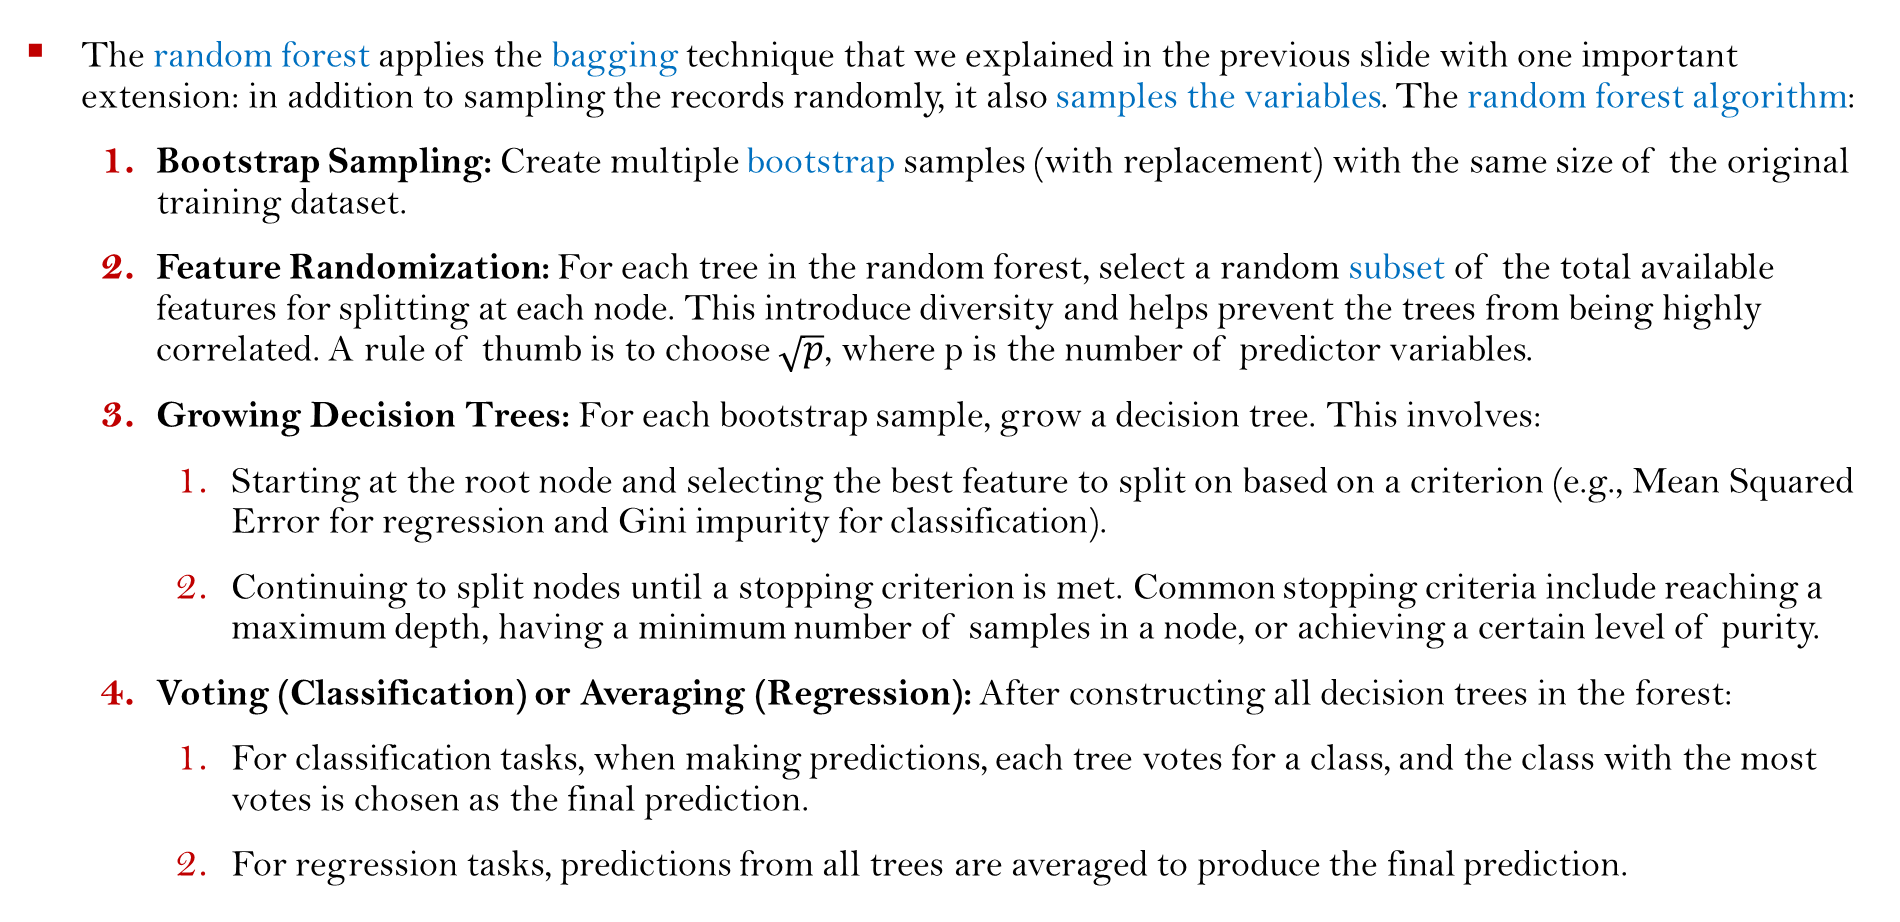 ▪ The random forest applies the bagging technique that we explained in the previous slide with one important
extension: in addition to sampling the records randomly, it also samples the variables. The random forest algorithm:
1. Bootstrap Sampling: Create multiple bootstrap samples (with replacement) with the same size of the original
training dataset.
2. Feature Randomization: For each tree in the random forest, select a random subset of the total available
features for splitting at each node. This introduce diversity and helps prevent the trees from being highly
correlated. A rule of thumb is to choose √p, where p is the number of predictor variables.
3. Growing Decision Trees: For each bootstrap sample, grow a decision tree. This involves:
1. Starting at the root node and selecting the best feature to split on based on a criterion (e.g., Mean Squared
Error for regression and Gini impurity for classification).
2. Continuing to split nodes until a stopping criterion is met. Common stopping criteria include reaching a
maximum depth, having a minimum number of samples in a node, or achieving a certain level of purity.
4. Voting (Classification) or Averaging (Regression): After constructing all decision trees in the forest:
1. For classification tasks, when making predictions, each tree votes for a class, and the class with the most
votes is chosen as the final prediction.
2. For regression tasks, predictions from all trees are averaged to produce the final prediction.